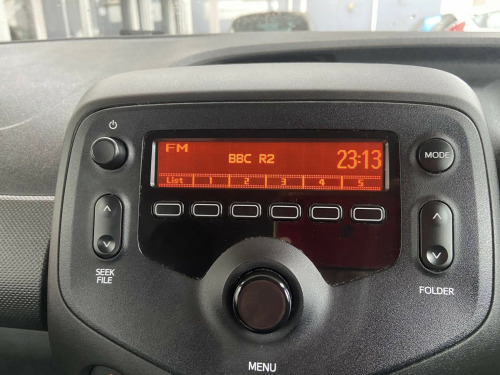 FM
BBC R2
23:13
List 1 2 3 4 5
MODE
SEEK
FILE
FOLDER
MENU